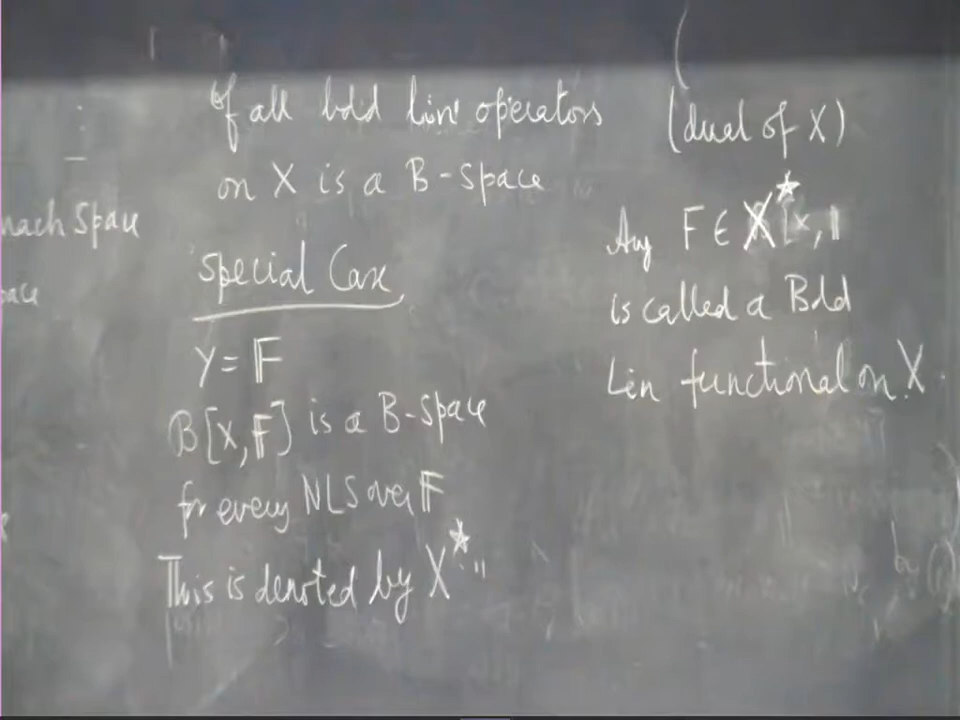 nach Space
pace
of all bdd lin operators
on X is a B-Space
Special Case
Y = 𝔽
B[X, 𝔽] is a B-Space
for every NLS over 𝔽
This is denoted by X*
(dual of X)
Any F ∈ X*
is called a Bdd
Lin functional on X.